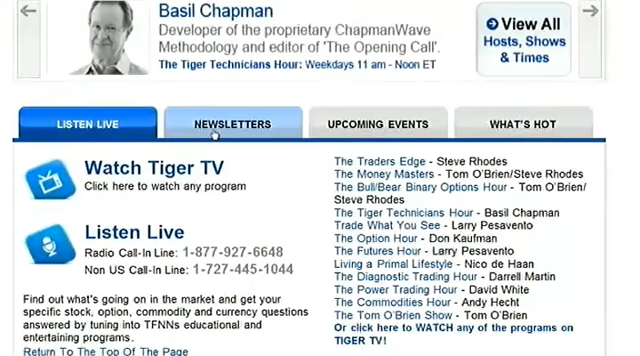 Basil Chapman
Developer of the proprietary ChapmanWave
Methodology and editor of 'The Opening Call'.
The Tiger Technicians Hour: Weekdays 11 am - Noon ET
View All
Hosts, Shows
& Times
LISTEN LIVE
NEWSLETTERS
UPCOMING EVENTS
WHAT'S HOT
Watch Tiger TV
Click here to watch any program
Listen Live
Radio Call-In Line: 1-877-927-6648
Non US Call-In Line: 1-727-445-1044
Find out what's going on in the market and get your
specific stock, option, commodity and currency questions
answered by tuning into TFNNs educational and
entertaining programs.
Return To The Top Of The Page
The Traders Edge - Steve Rhodes
The Money Masters - Tom O'Brien/Steve Rhodes
The Bull/Bear Binary Options Hour - Tom O'Brien/
Steve Rhodes
The Tiger Technicians Hour - Basil Chapman
Trade What You See - Larry Pesavento
The Option Hour - Don Kaufman
The Futures Hour - Larry Pesavento
Living a Primal Lifestyle - Nico de Haan
The Diagnostic Trading Hour - Darrell Martin
The Power Trading Hour - David White
The Commodities Hour - Andy Hecht
The Tom O'Brien Show - Tom O'Brien
Or click here to WATCH any of the programs on
TIGER TV!